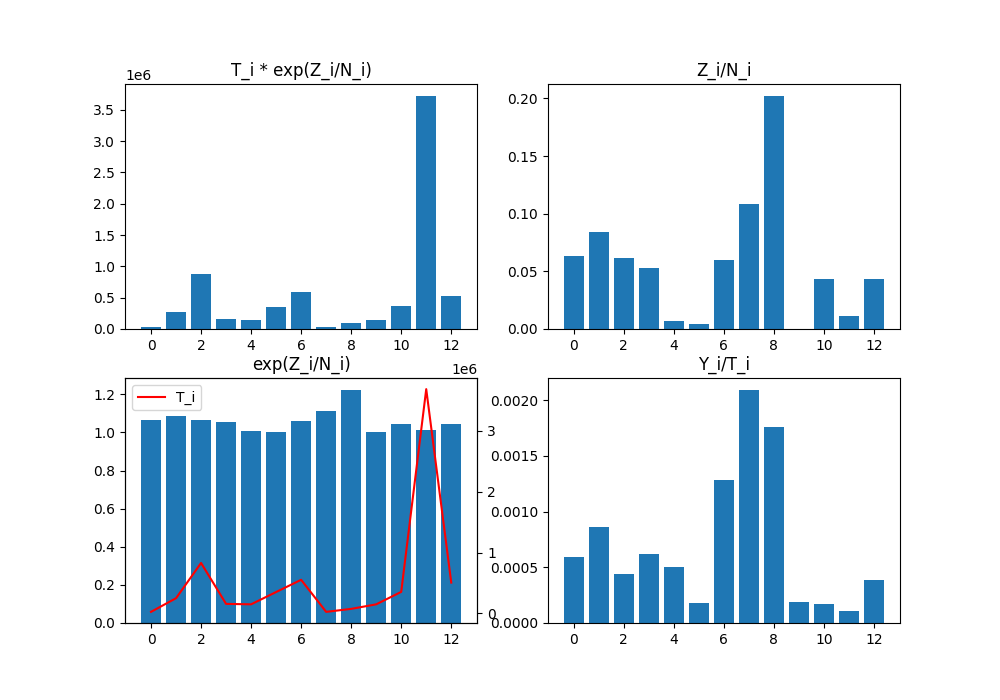 T_i * exp(Z_i/N_i)
1e6
3.5
3.0
2.5
2.0
1.5
1.0
0.5
0.0
0 2 4 6 8 10 12
Z_i/N_i
0.20
0.15
0.10
0.05
0.00
0 2 4 6 8 10 12
exp(Z_i/N_i)
1e6
T_i
1.2
1.0
0.8
0.6
0.4
0.2
0.0
3
2
1
0
0 2 4 6 8 10 12
Y_i/T_i
0.0020
0.0015
0.0010
0.0005
0.0000
0 2 4 6 8 10 12